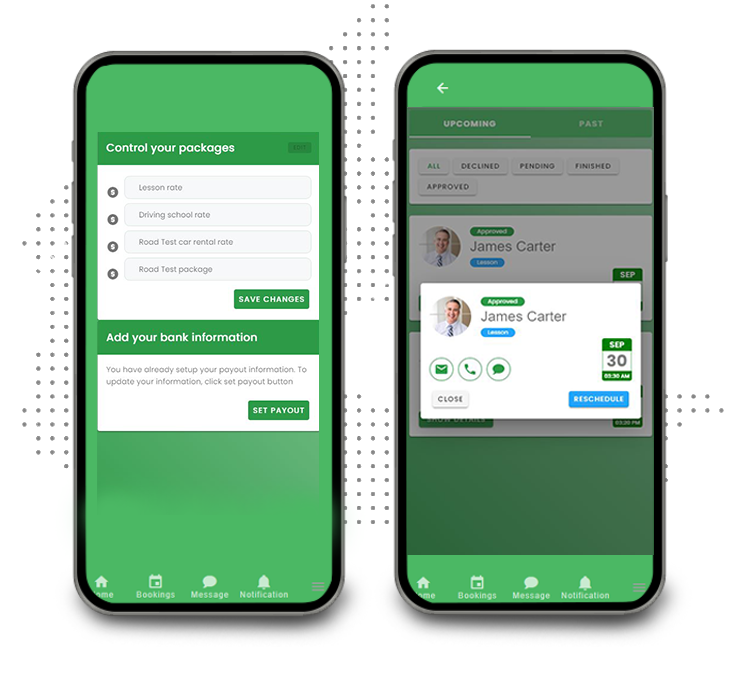 Control your packages
EDIT
$ Lesson rate
$ Driving school rate
$ Road Test car rental rate
$ Road Test package
SAVE CHANGES
Add your bank information
You have already setup your payout information. To
update your information, click set payout button
SET PAYOUT
ome
Bookings
Message
Notification
UPCOMING
PAST
ALL
DECLINED
PENDING
FINISHED
APPROVED
Approved
James Carter
Lesson
SEP
Approved
James Carter
Lesson
SEP
30
03:30 AM
CLOSE
RESCHEDULE
SHOW DETAILS
03:20 PM
ome
Bookings
Message
Notification